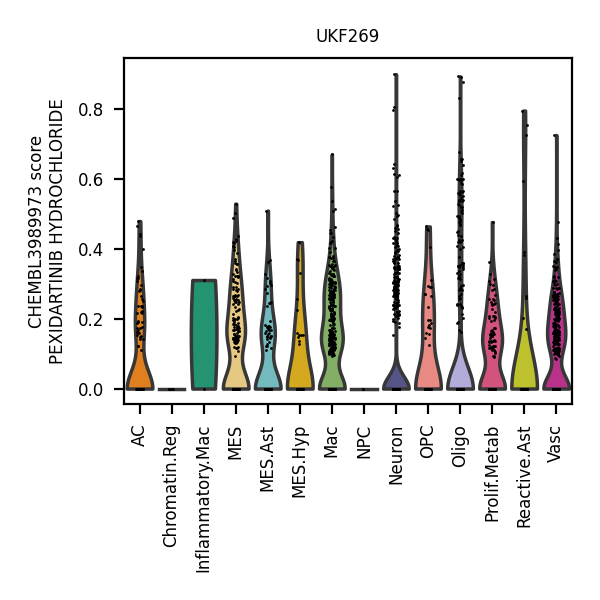 UKF269
CHEMBL3989973 score
PEXIDARTINIB HYDROCHLORIDE
0.8
0.6
0.4
0.2
0.0
AC
Chromatin.Reg
Inflammatory.Mac
MES
MES.Ast
MES.Hyp
Mac
NPC
Neuron
OPC
Oligo
Prolif.Metab
Reactive.Ast
Vasc